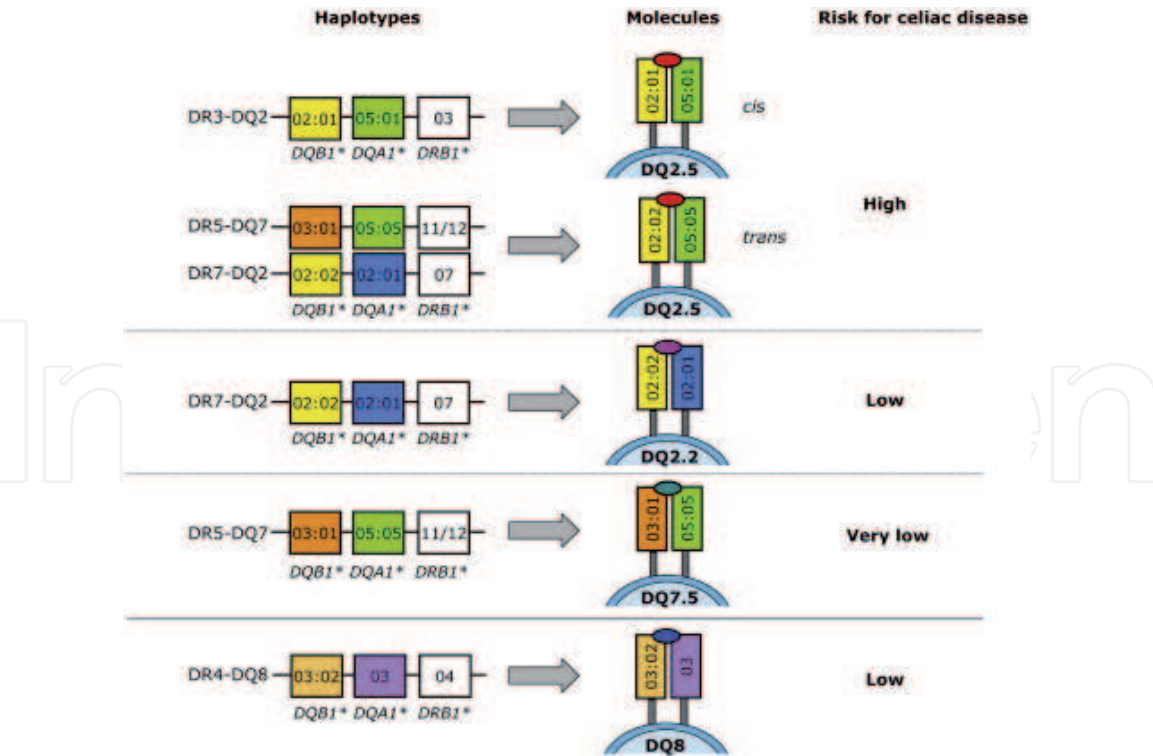 Haplotypes Molecules Risk for celiac disease
DR3-DQ2 02:01 05:01 03
DQB1* DQA1* DRB1*
02:01 05:01
cis
DQ2.5
High
DR5-DQ7 03:01 05:05 11/12
DR7-DQ2 02:02 02:01 07
DQB1* DQA1* DRB1*
02:02 05:05
trans
DQ2.5
DR7-DQ2 02:02 02:01 07
DQB1* DQA1* DRB1*
02:02 02:01
DQ2.2
Low
DR5-DQ7 03:01 05:05 11/12
DQB1* DQA1* DRB1*
03:01 05:05
DQ7.5
Very low
DR4-DQ8 03:02 03 04
DQB1* DQA1* DRB1*
03:02 03
DQ8
Low